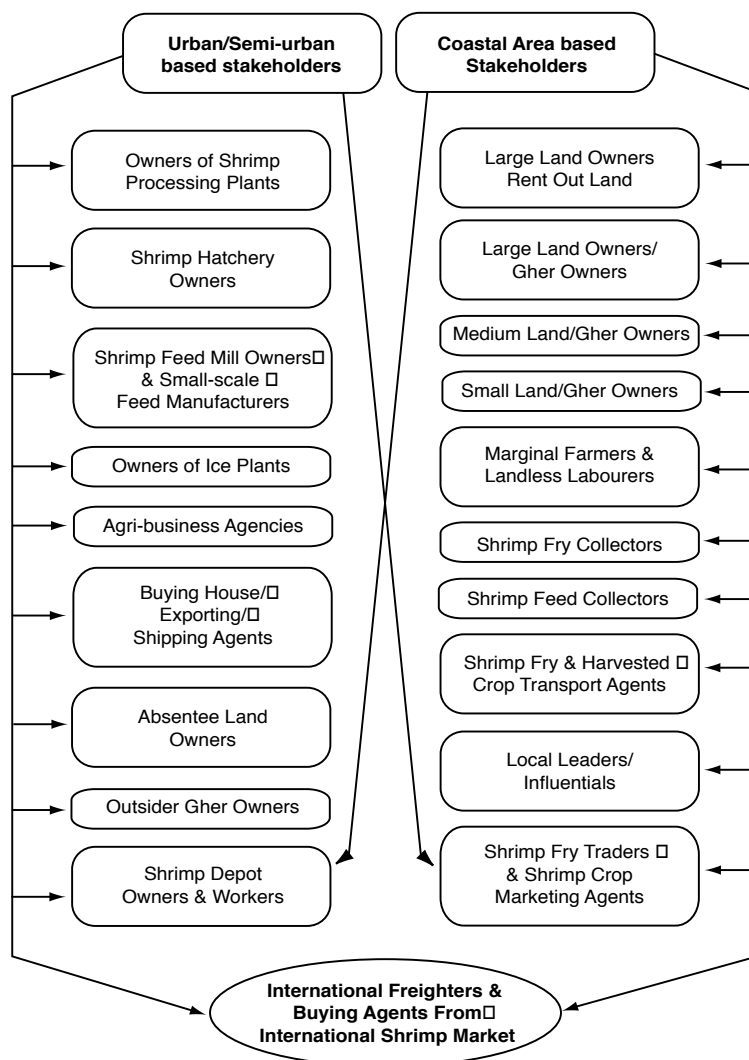 Urban/Semi-urban
based stakeholders
Coastal Area based
Stakeholders
Owners of Shrimp
Processing Plants
Shrimp Hatchery
Owners
Shrimp Feed Mill Owners□
& Small-scale □
Feed Manufacturers
Owners of Ice Plants
Agri-business Agencies
Buying House/□
Exporting/□
Shipping Agents
Absentee Land
Owners
Outsider Gher Owners
Shrimp Depot
Owners & Workers
Large Land Owners
Rent Out Land
Large Land Owners/
Gher Owners
Medium Land/Gher Owners
Small Land/Gher Owners
Marginal Farmers &
Landless Labourers
Shrimp Fry Collectors
Shrimp Feed Collectors
Shrimp Fry & Harvested □
Crop Transport Agents
Local Leaders/
Influentials
Shrimp Fry Traders □
& Shrimp Crop
Marketing Agents
International Freighters &
Buying Agents From□
International Shrimp Market